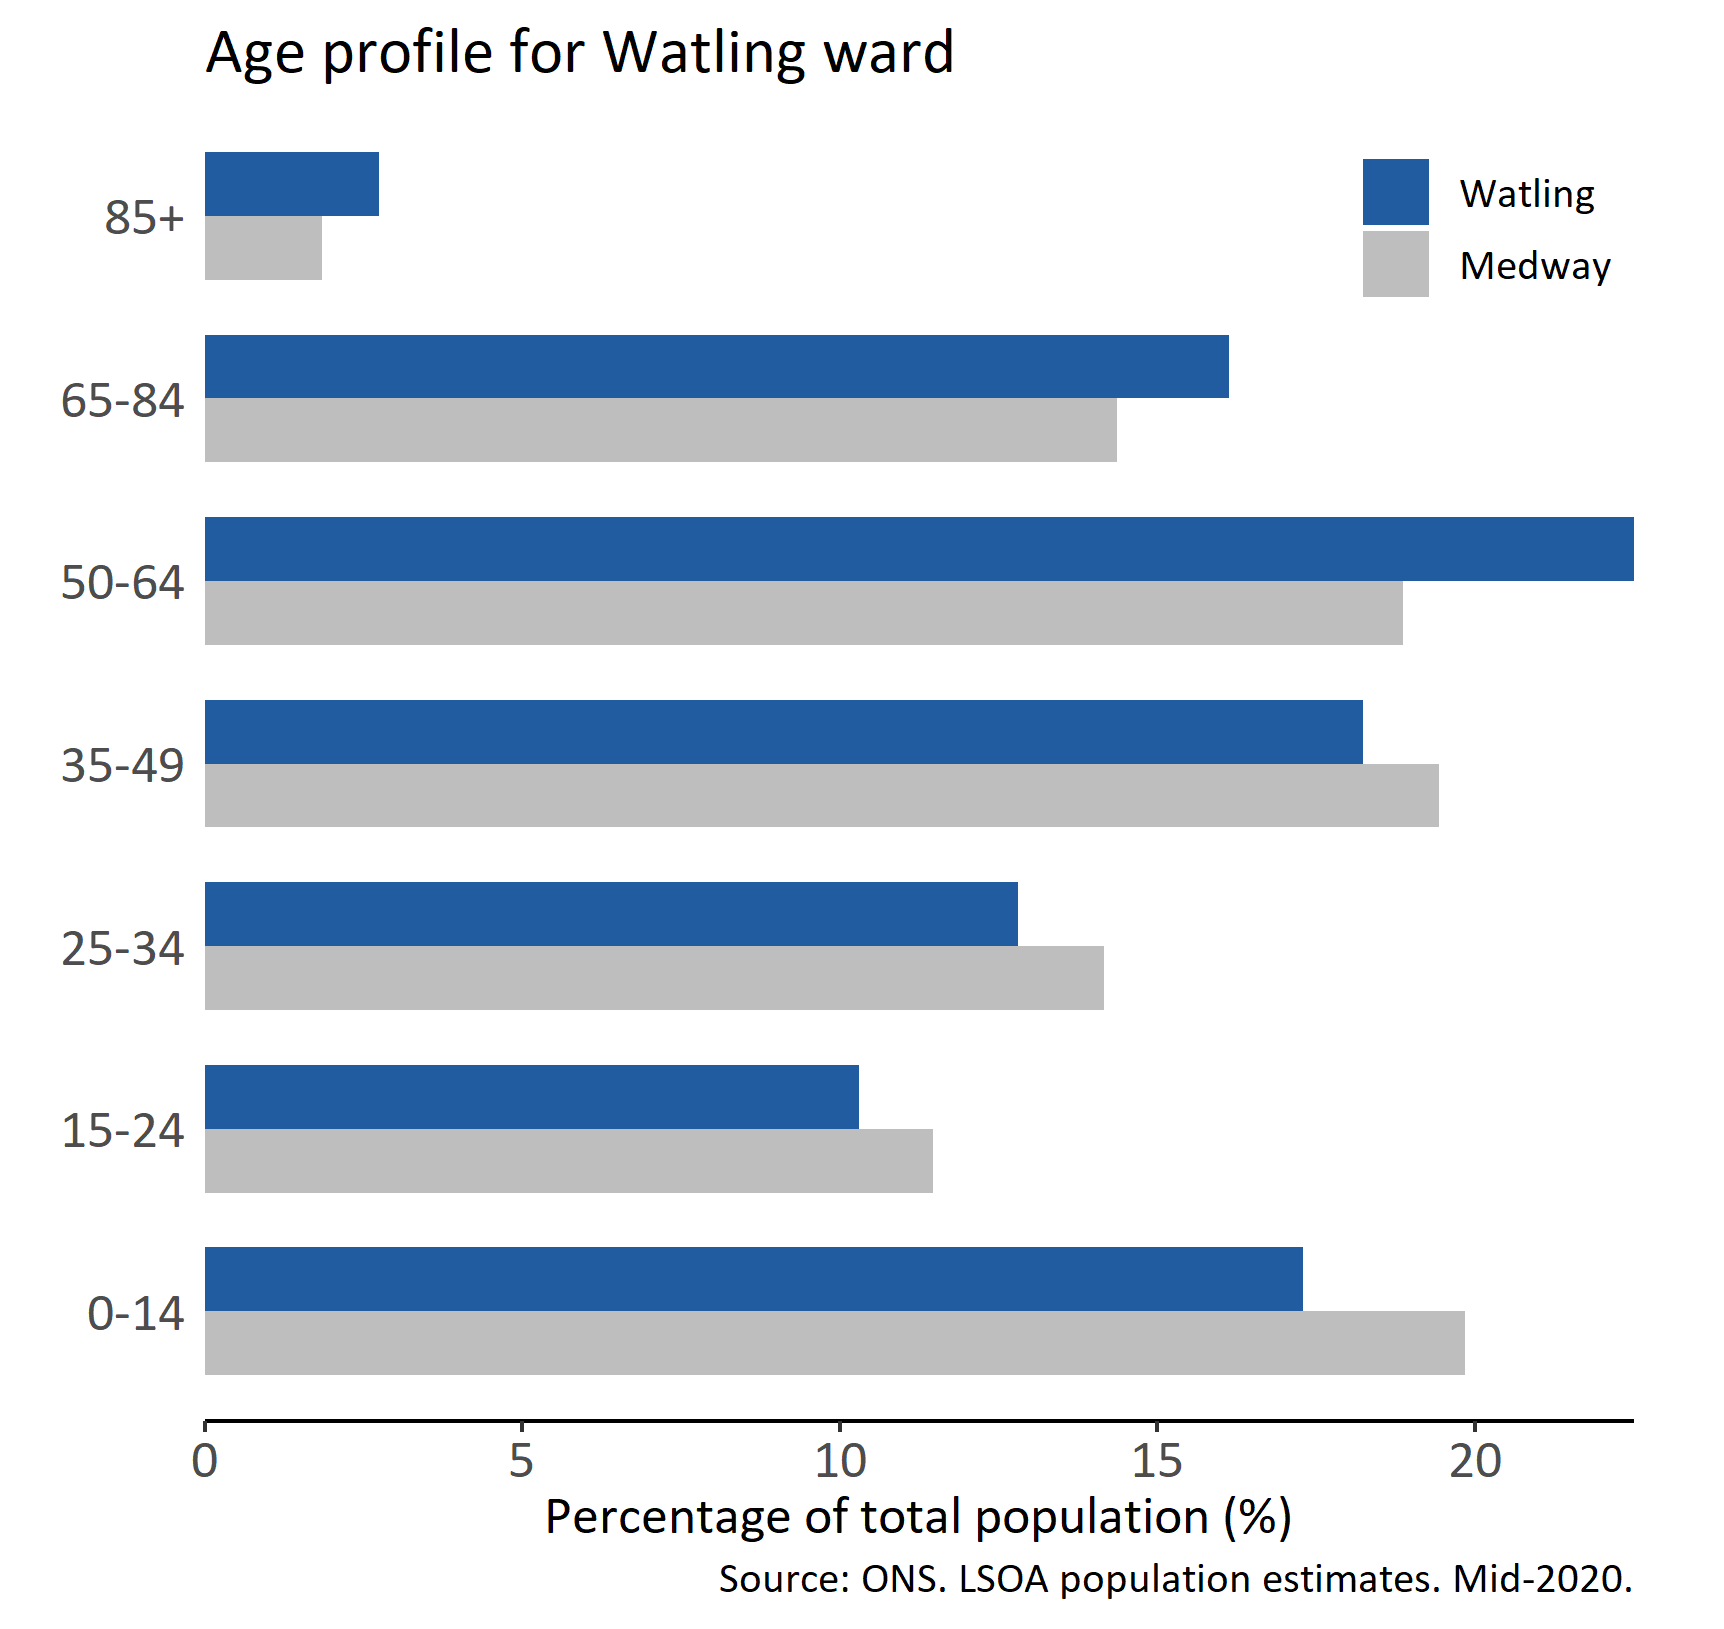 Age profile for Watling ward
Watling
Medway
85+
65-84
50-64
35-49
25-34
15-24
0-14
0 5 10 15 20
Percentage of total population (%)
Source: ONS. LSOA population estimates. Mid-2020.